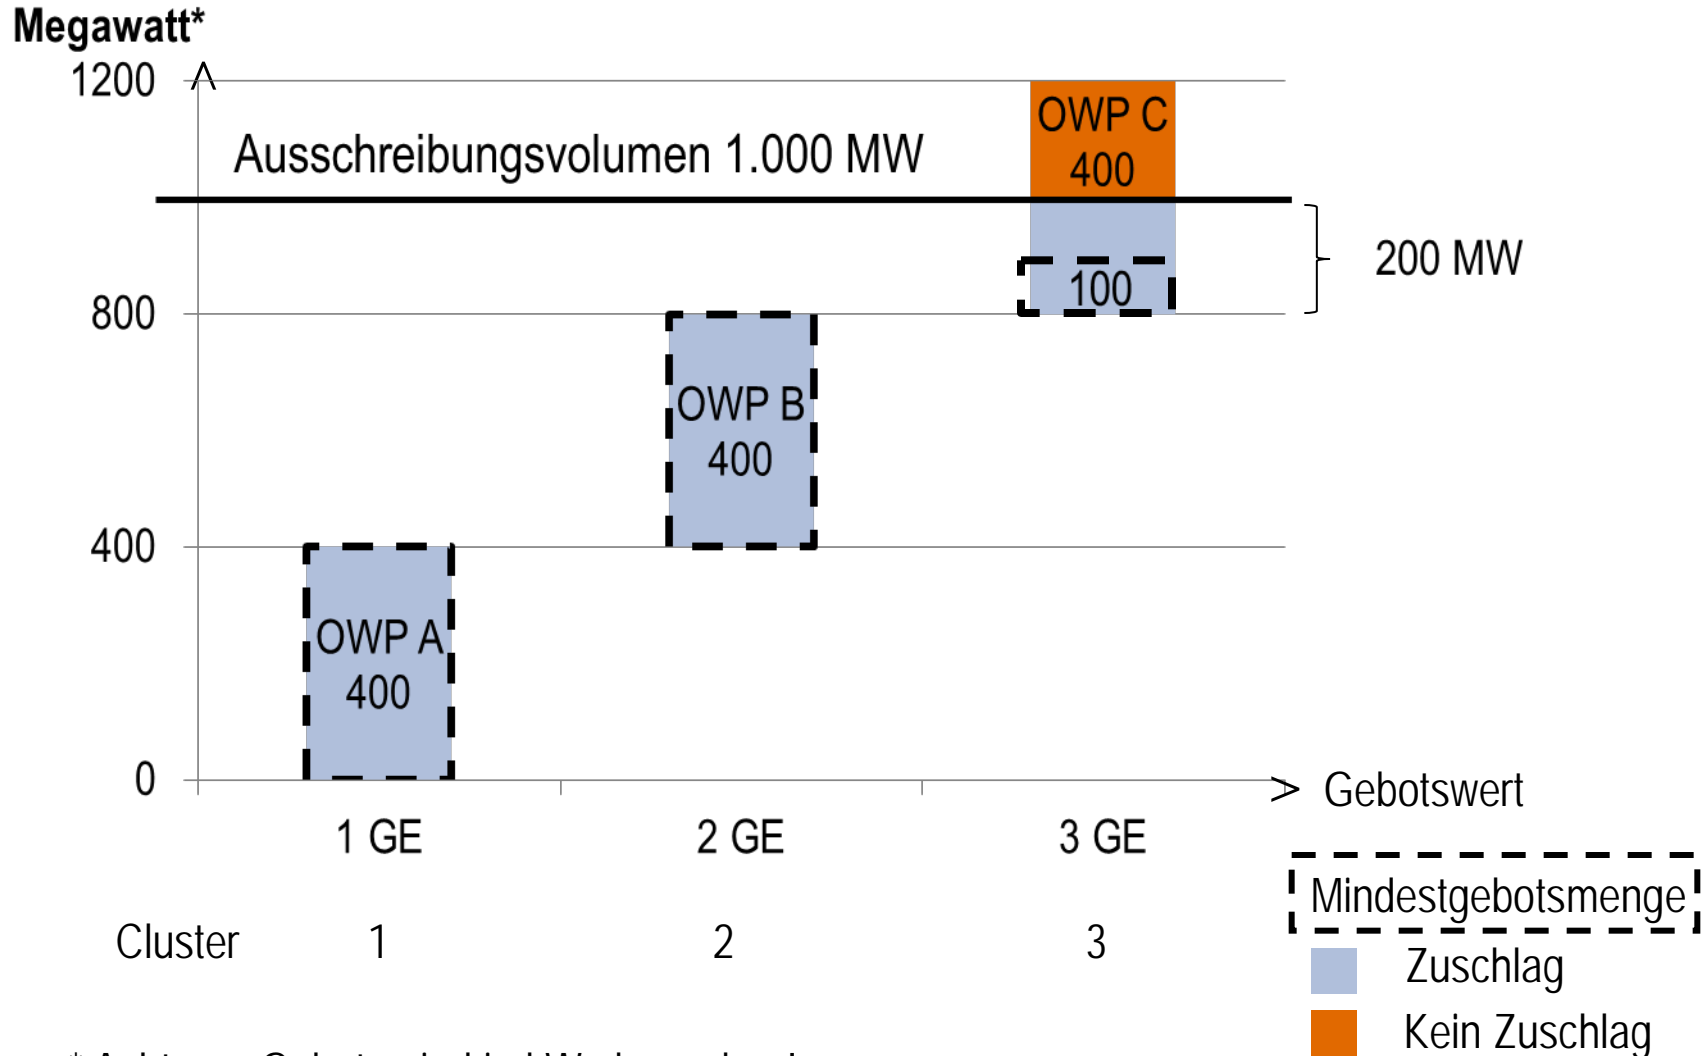 Megawatt*
1200
OWP C
400
Ausschreibungsvolumen 1.000 MW
200 MW
100
800
OWP B
400
400
OWP A
400
0
Gebotswert
1 GE 2 GE 3 GE
Mindestgebotsmenge
Cluster 1 2 3
Zuschlag
Kein Zuschlag